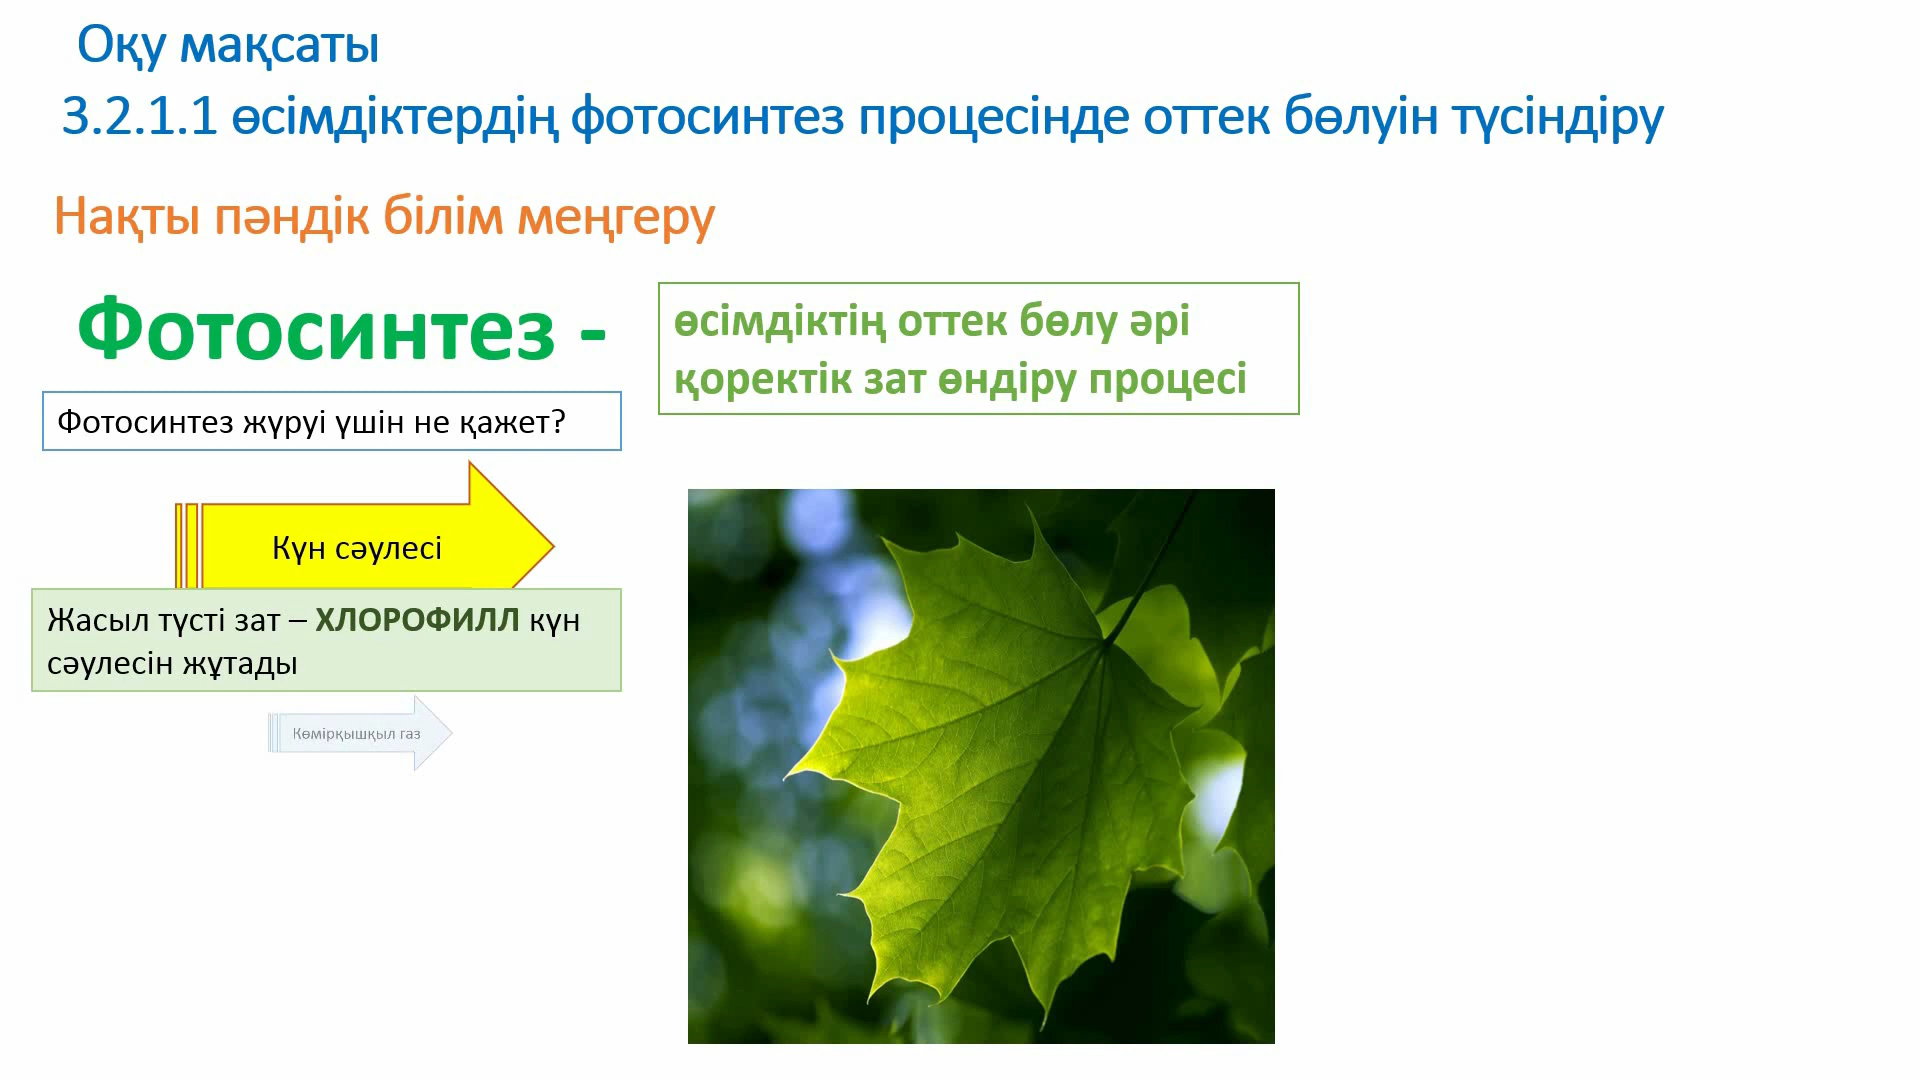 Оқу мақсаты
3.2.1.1 өсімдіктердің фотосинтез процесінде оттек бөлуін түсіндіру
Нақты пәндік білім меңгеру
Фотосинтез -
өсімдіктің оттек бөлу әрі
қоректік зат өндіру процесі
Фотосинтез жүруі үшін не қажет?
Күн сәулесі
Жасыл түсті зат – ХЛОРОФИЛЛ күн
сәулесін жұтады
Көмірқышқыл газ